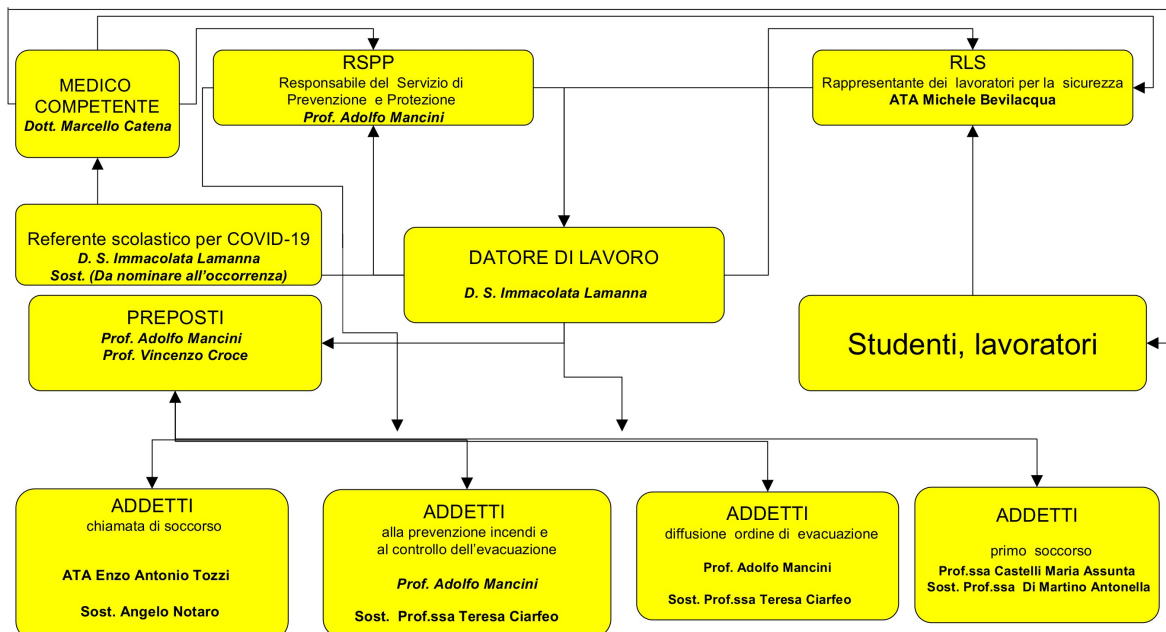 MEDICO
COMPETENTE
Dott. Marcello Catena
RSPP
Responsabile del Servizio di
Prevenzione e Protezione
Prof. Adolfo Mancini
RLS
Rappresentante dei lavoratori per la sicurezza
ATA Michele Bevilacqua
Referente scolastico per COVID-19
D. S. Immacolata Lamanna
Sost. (Da nominare all'occorrenza)
DATORE DI LAVORO
D. S. Immacolata Lamanna
PREPOSTI
Prof. Adolfo Mancini
Prof. Vincenzo Croce
Studenti, lavoratori
ADDETTI
chiamata di soccorso
ATA Enzo Antonio Tozzi
Sost. Angelo Notaro
ADDETTI
alla prevenzione incendi e
al controllo dell'evacuazione
Prof. Adolfo Mancini
Sost. Prof.ssa Teresa Ciarfeo
ADDETTI
diffusione ordine di evacuazione
Prof. Adolfo Mancini
Sost. Prof.ssa Teresa Ciarfeo
ADDETTI
primo soccorso
Prof.ssa Castelli Maria Assunta
Sost. Prof.ssa Di Martino Antonella